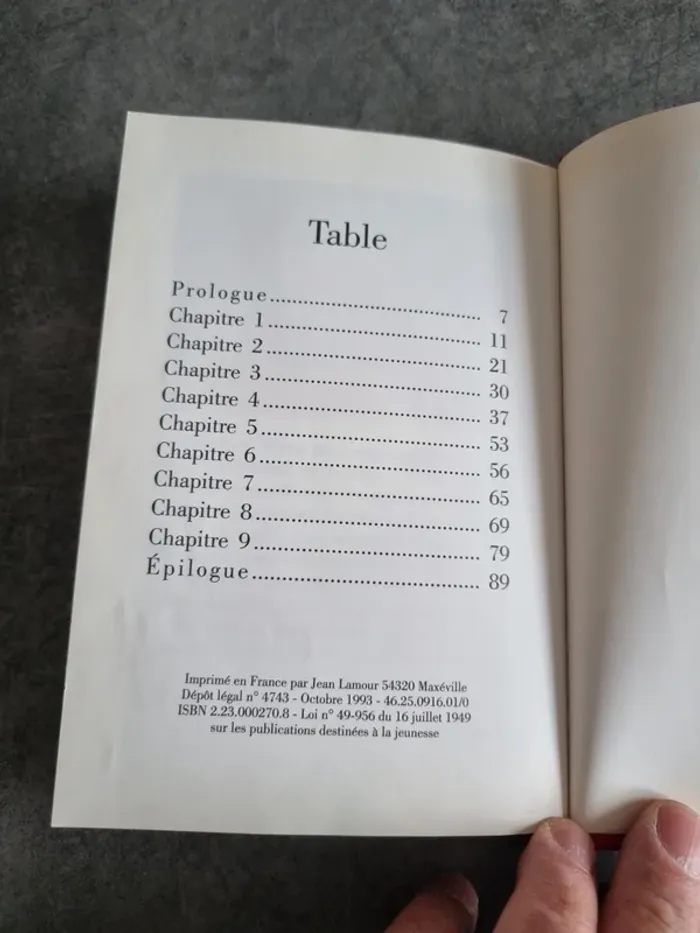 Table
Prologue........................................ 7
Chapitre 1........................................ 11
Chapitre 2........................................ 21
Chapitre 3........................................ 30
Chapitre 4........................................ 37
Chapitre 5........................................ 53
Chapitre 6........................................ 56
Chapitre 7........................................ 65
Chapitre 8........................................ 69
Chapitre 9........................................ 79
Épilogue........................................ 89
Imprimé en France par Jean Lamour 54320 Maxéville
Dépôt légal n° 4743 - Octobre 1993 - 46.25.0916.01/0
ISBN 2.23.000270.8 - Loi n° 49-956 du 16 juillet 1949
sur les publications destinées à la jeunesse